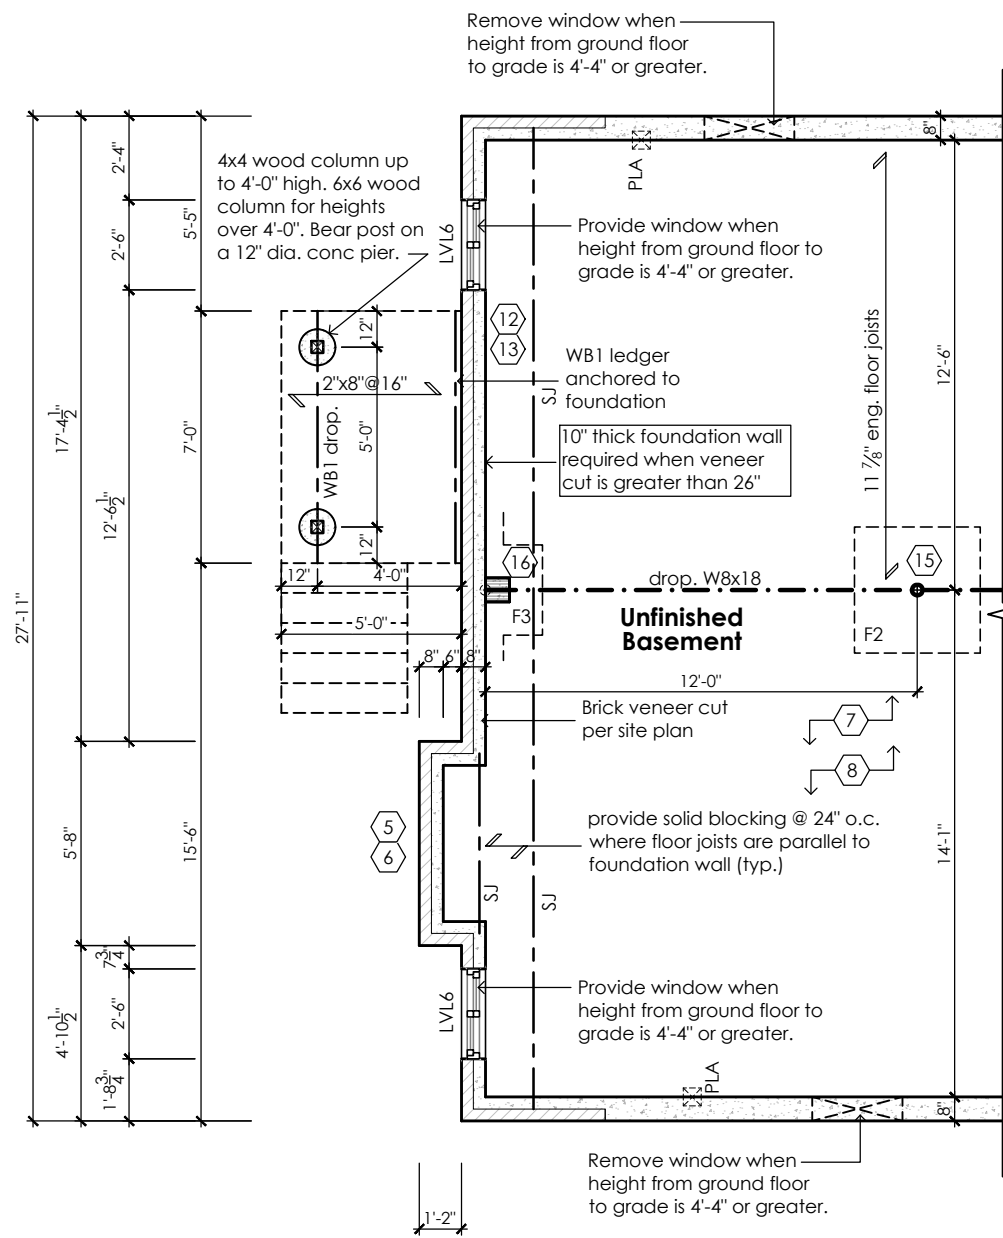 Remove window when
height from ground floor
to grade is 4'-4" or greater.
8"
2'-4"
4x4 wood column up
to 4'-0" high. 6x6 wood
column for heights
over 4'-0". Bear post on
a 12" dia. conc pier.
PLA
5'-5"
2'-6"
LVL6
Provide window when
height from ground floor to
grade is 4'-4" or greater.
12
13
12"
WB1 ledger
anchored to
foundation
SJ
2"x8"@16"
11 7/8" eng. floor joists
12'-6"
17'-4 1/2"
7'-0"
WB1 drop.
5'-0"
10" thick foundation wall
required when veneer
cut is greater than 26"
12'-6 1/2"
12"
16
15
12"
4'-0"
drop. W8x18
27'-11"
F3
Unfinished
Basement
F2
5'-0"
8"
6"
8"
12'-0"
Brick veneer cut
per site plan
7
8
5
6
provide solid blocking @ 24" o.c.
where floor joists are parallel to
foundation wall (typ.)
5'-8"
15'-6"
14'-1"
SJ
SJ
7 3/4"
LVL6
Provide window when
height from ground floor to
grade is 4'-4" or greater.
4'-10 1/2"
2'-6"
1'-8 3/4"
PLA
8"
Remove window when
height from ground floor
to grade is 4'-4" or greater.
1'-2"